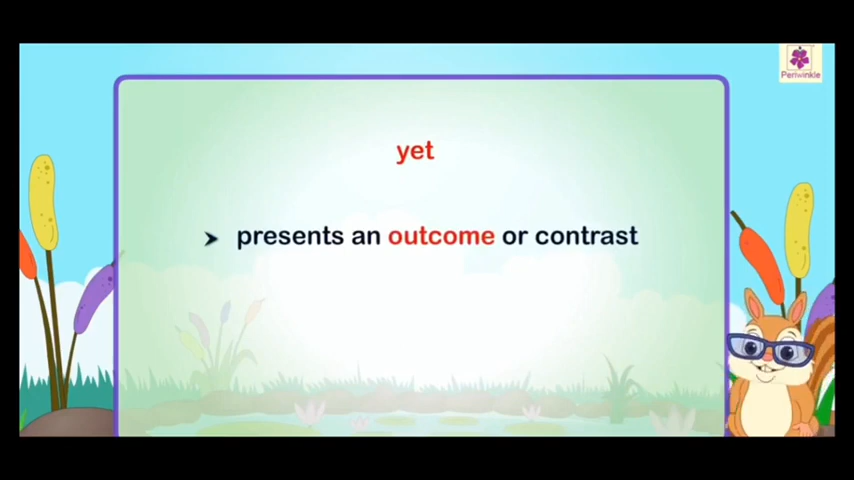 Periwinkle
yet
➤ presents an outcome or contrast